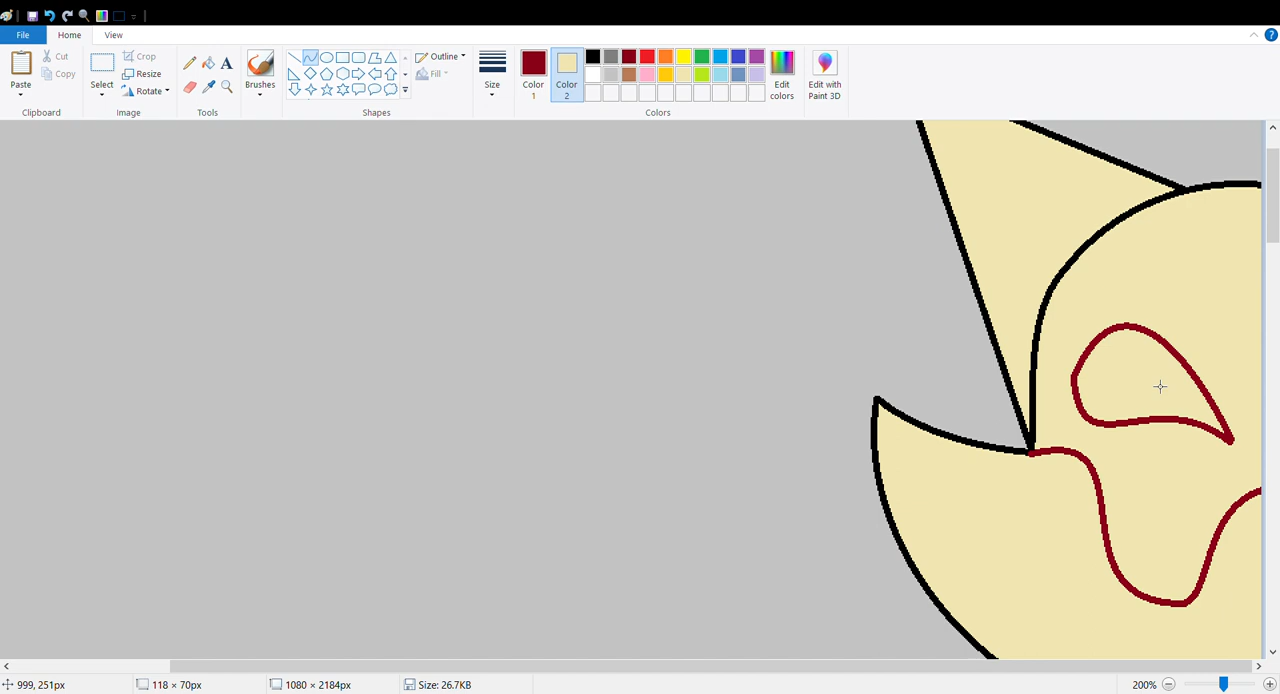 File Home View
Paste Cut Copy
Clipboard
Select Crop Resize Rotate
Image
Tools
Brushes
Outline Fill
Shapes
Size
Color 1 Color 2
Edit colors
Colors
Edit with Paint 3D
999, 251px 118 × 70px 1080 × 2184px Size: 26.7KB 200%